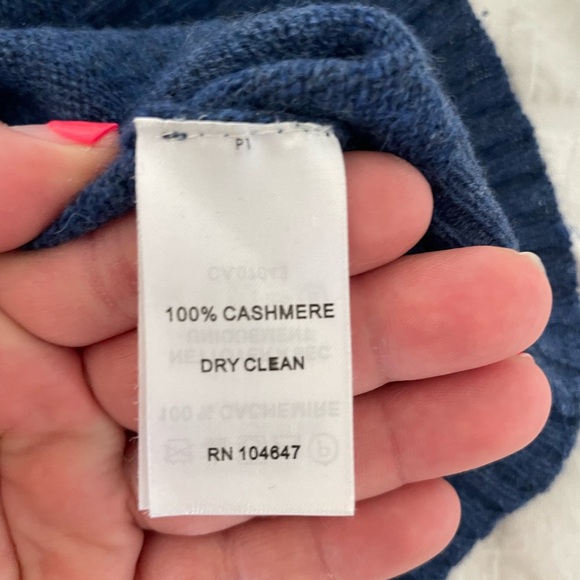 P1
100% CASHMERE
DRY CLEAN
RN 104647